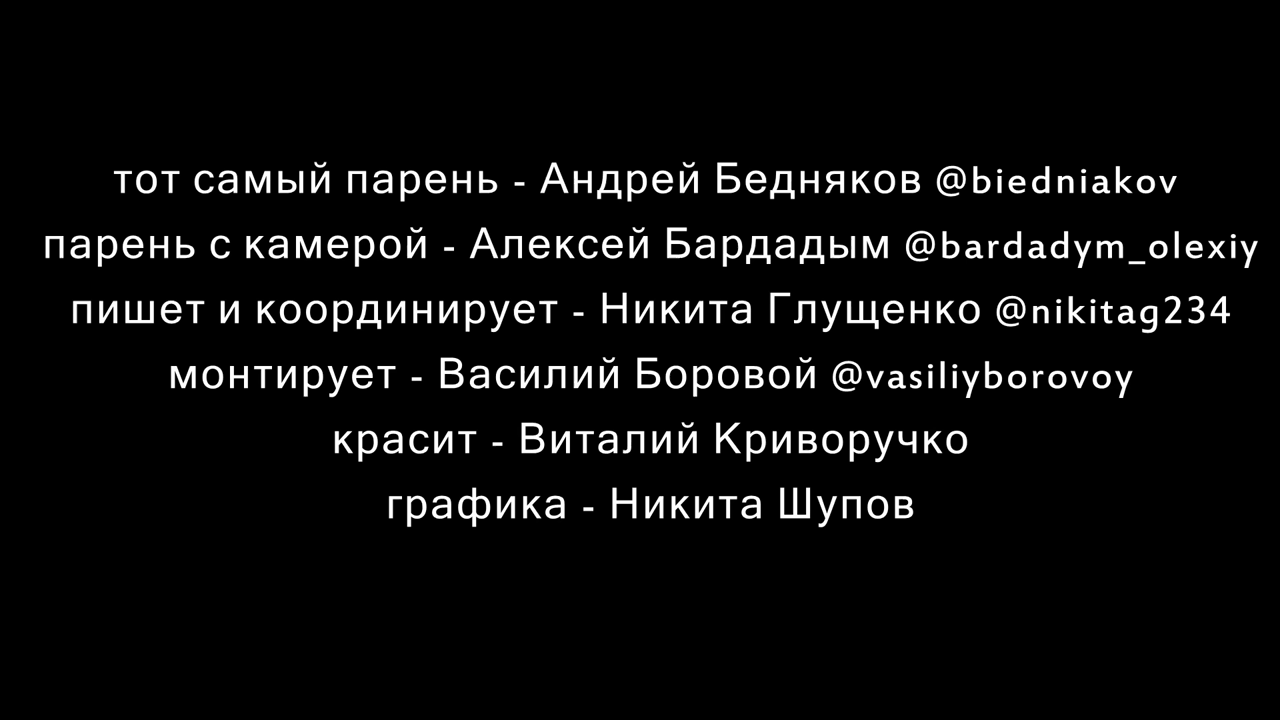 тот самый парень - Андрей Бедняков @biedniakov
парень с камерой - Алексей Бардадым @bardadym_olexiy
пишет и координирует - Никита Глущенко @nikitag234
монтирует - Василий Боровой @vasiliyborovoy
красит - Виталий Криворучко
графика - Никита Шупов